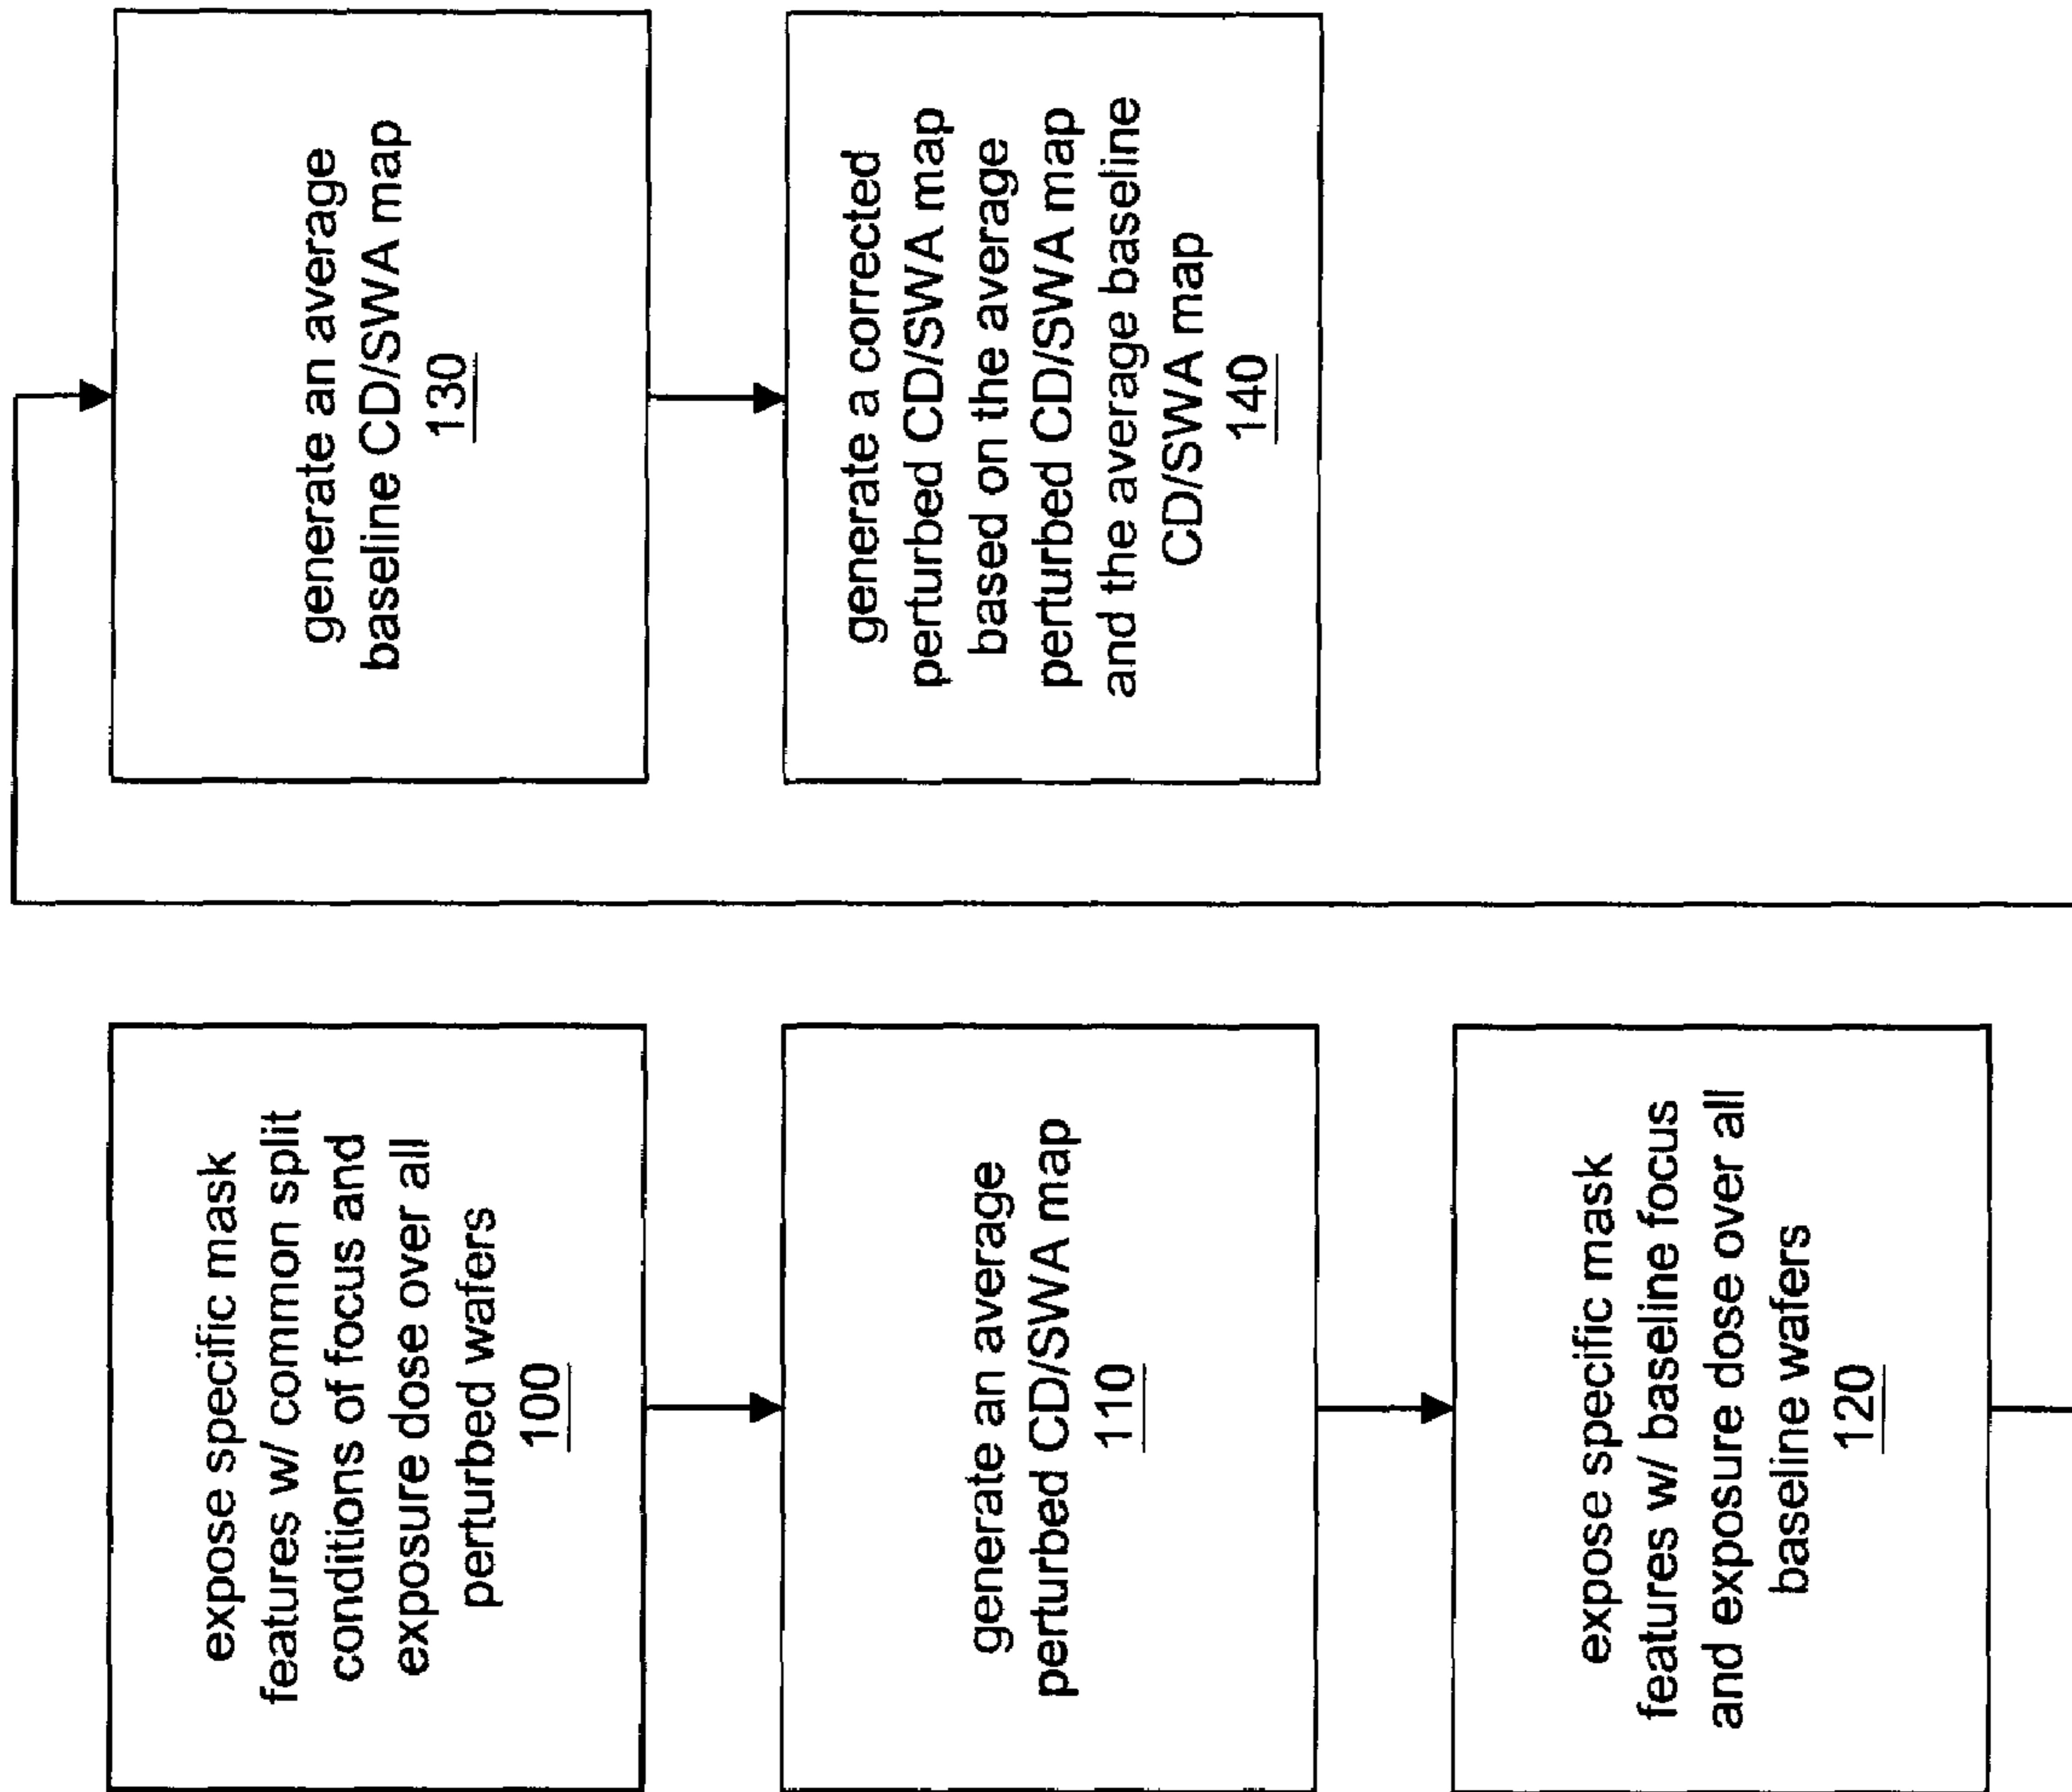 expose specific mask
features w/ common split
conditions of focus and
exposure dose over all
perturbed wafers
100
generate an average
perturbed CD/SWA map
110
expose specific mask
features w/ baseline focus
and exposure dose over all
baseline wafers
120
generate an average
baseline CD/SWA map
130
generate a corrected
perturbed CD/SWA map
based on the average
perturbed CD/SWA map
and the average baseline
CD/SWA map
140